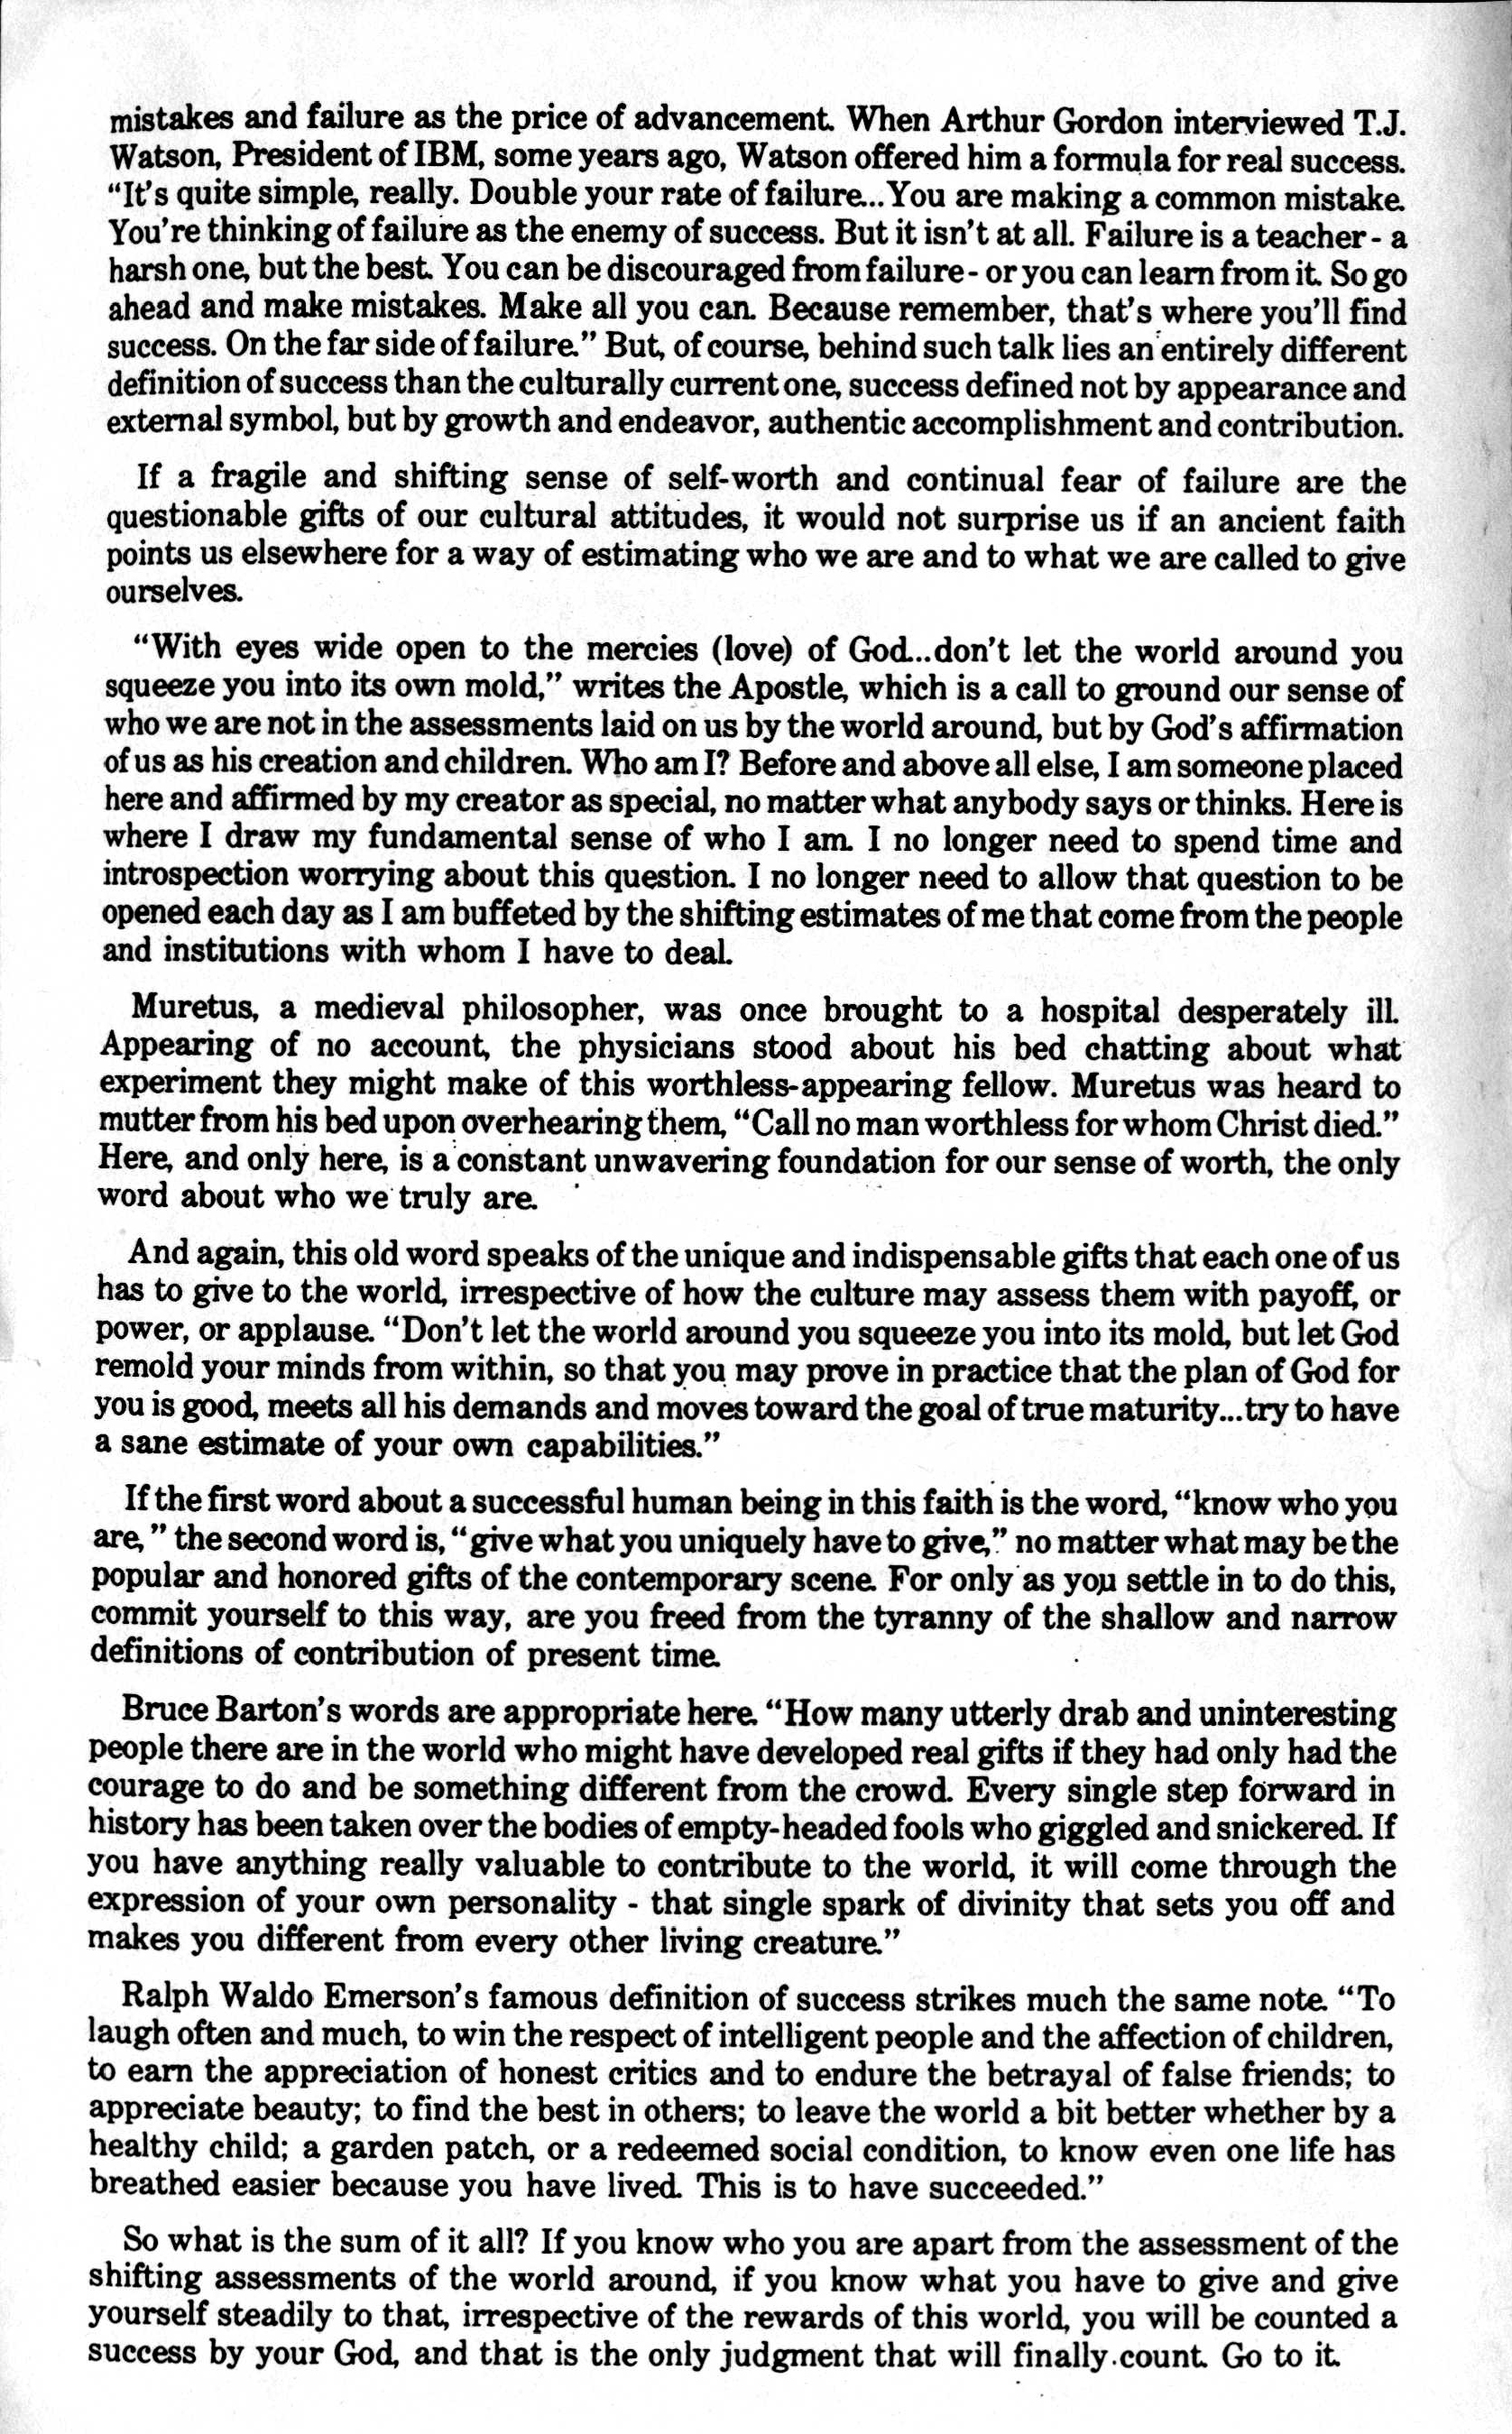 mistakes and failure as the price of advancement. When Arthur Gordon interviewed T.J.
Watson, President of IBM, some years ago, Watson offered him a formula for real success.
“It's quite simple, really. Double your rate of failure...You are making a common mistake.
You're thinking of failure as the enemy of success. But it isn't at all. Failure is a teacher - a
harsh one, but the best. You can be discouraged from failure - or you can learn from it. So go
ahead and make mistakes. Make all you can. Because remember, that's where you'll find
success. On the far side of failure.” But, of course, behind such talk lies an entirely different
definition of success than the culturally current one, success defined not by appearance and
external symbol, but by growth and endeavor, authentic accomplishment and contribution.
If a fragile and shifting sense of self-worth and continual fear of failure are the
questionable gifts of our cultural attitudes, it would not surprise us if an ancient faith
points us elsewhere for a way of estimating who we are and to what we are called to give
ourselves.
“With eyes wide open to the mercies (love) of God...don't let the world around you
squeeze you into its own mold,” writes the Apostle, which is a call to ground our sense of
who we are not in the assessments laid on us by the world around, but by God's affirmation
of us as his creation and children. Who am I? Before and above all else, I am someone placed
here and affirmed by my creator as special, no matter what anybody says or thinks. Here is
where I draw my fundamental sense of who I am. I no longer need to spend time and
introspection worrying about this question. I no longer need to allow that question to be
opened each day as I am buffeted by the shifting estimates of me that come from the people
and institutions with whom I have to deal.
Muretus, a medieval philosopher, was once brought to a hospital desperately ill.
Appearing of no account, the physicians stood about his bed chatting about what
experiment they might make of this worthless-appearing fellow. Muretus was heard to
mutter from his bed upon overhearing them, “Call no man worthless for whom Christ died.”
Here, and only here, is a constant unwavering foundation for our sense of worth, the only
word about who we truly are.
And again, this old word speaks of the unique and indispensable gifts that each one of us
has to give to the world, irrespective of how the culture may assess them with payoff, or
power, or applause. “Don't let the world around you squeeze you into its mold, but let God
remold your minds from within, so that you may prove in practice that the plan of God for
you is good, meets all his demands and moves toward the goal of true maturity...try to have
a sane estimate of your own capabilities.”
If the first word about a successful human being in this faith is the word, “know who you
are,” the second word is, “give what you uniquely have to give,” no matter what may be the
popular and honored gifts of the contemporary scene. For only as you settle in to do this,
commit yourself to this way, are you freed from the tyranny of the shallow and narrow
definitions of contribution of present time.
Bruce Barton's words are appropriate here. “How many utterly drab and uninteresting
people there are in the world who might have developed real gifts if they had only had the
courage to do and be something different from the crowd. Every single step forward in
history has been taken over the bodies of empty-headed fools who giggled and snickered. If
you have anything really valuable to contribute to the world, it will come through the
expression of your own personality - that single spark of divinity that sets you off and
makes you different from every other living creature.”
Ralph Waldo Emerson's famous definition of success strikes much the same note. “To
laugh often and much, to win the respect of intelligent people and the affection of children,
to earn the appreciation of honest critics and to endure the betrayal of false friends; to
appreciate beauty; to find the best in others; to leave the world a bit better whether by a
healthy child; a garden patch, or a redeemed social condition, to know even one life has
breathed easier because you have lived. This is to have succeeded.”
So what is the sum of it all? If you know who you are apart from the assessment of the
shifting assessments of the world around, if you know what you have to give and give
yourself steadily to that, irrespective of the rewards of this world, you will be counted a
success by your God, and that is the only judgment that will finally count. Go to it.